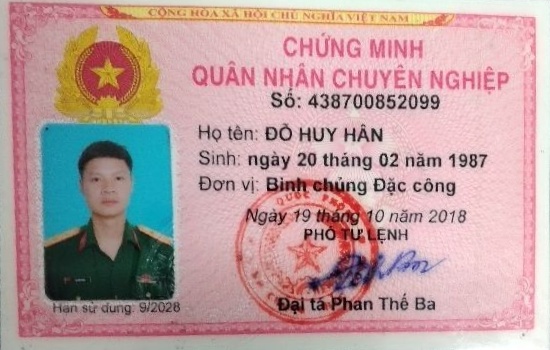 CỘNG HÒA XÃ HỘI CHỦ NGHĨA VIỆT NAM
CHỨNG MINH
QUÂN NHÂN CHUYÊN NGHIỆP
Số: 438700852099
Họ tên: ĐỖ HUY HÂN
Sinh: ngày 20 tháng 02 năm 1987
Đơn vị: Binh chủng Đặc công
Ngày 19 tháng 10 năm 2018
PHÓ TƯ LỆNH
Hạn sử dụng: 9/2028
Đại tá Phan Thế Ba